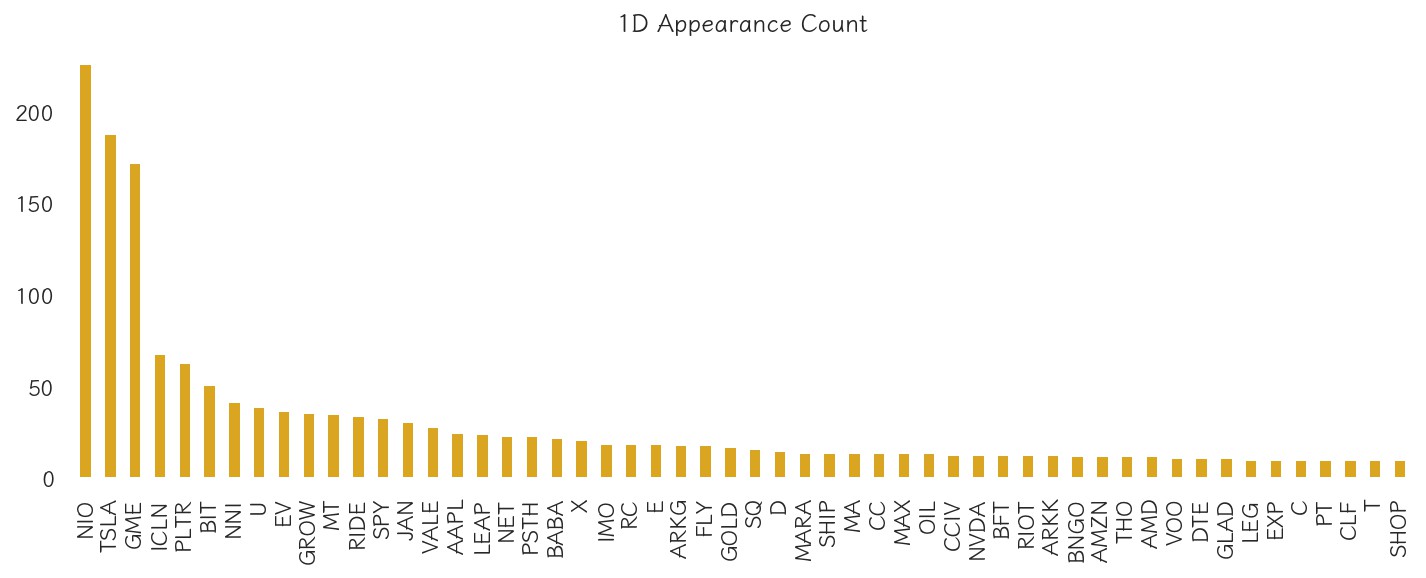 1D Appearance Count
200
150
100
50
0
NIO
TSLA
GME
ICLN
PLTR
BIT
NNI
U
EV
GROW
MT
RIDE
SPY
JAN
VALE
AAPL
LEAP
NET
PSTH
BABA
X
IMO
RC
E
ARKG
FLY
GOLD
SQ
D
MARA
SHIP
MA
CC
MAX
OIL
CCIV
NVDA
BFT
RIOT
ARKK
BNGO
AMZN
THO
AMD
VOO
DTE
GLAD
LEG
EXP
C
PT
CLF
T
SHOP